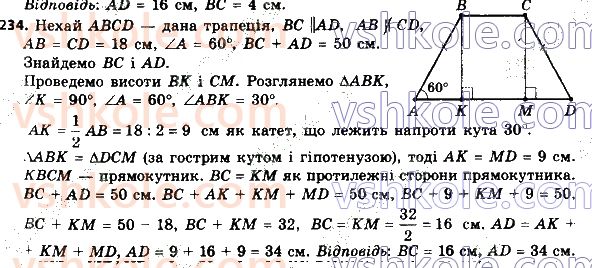 Відповідь: AD = 16 см, BC = 4 см.
234. Нехай ABCD — дана трапеція, BC ∥ AD, AB ∦ CD,
AB = CD = 18 см, ∠A = 60°, BC + AD = 50 см.
Знайдемо BC і AD.
Проведемо висоти BK і CM. Розглянемо △ABK,
∠K = 90°, ∠A = 60°, ∠ABK = 30°.
AK = 1/2 AB = 18 : 2 = 9 см як катет, що лежить напроти кута 30°.
△ABK = △DCM (за гострим кутом і гіпотенузою), тоді AK = MD = 9 см.
KBCM — прямокутник. BC = KM як протилежні сторони прямокутника.
BC + AD = 50 см. BC + AK + KM + MD = 50 см, BC + 9 + KM + 9 = 50,
BC + KM = 50 − 18, BC + KM = 32, BC = KM = 32/2 = 16 см. AD = AK +
+ KM + MD, AD = 9 + 16 + 9 = 34 см. Відповідь: BC = 16 см, AD = 34 см.
B C
60°
A K M D
vshkole.com